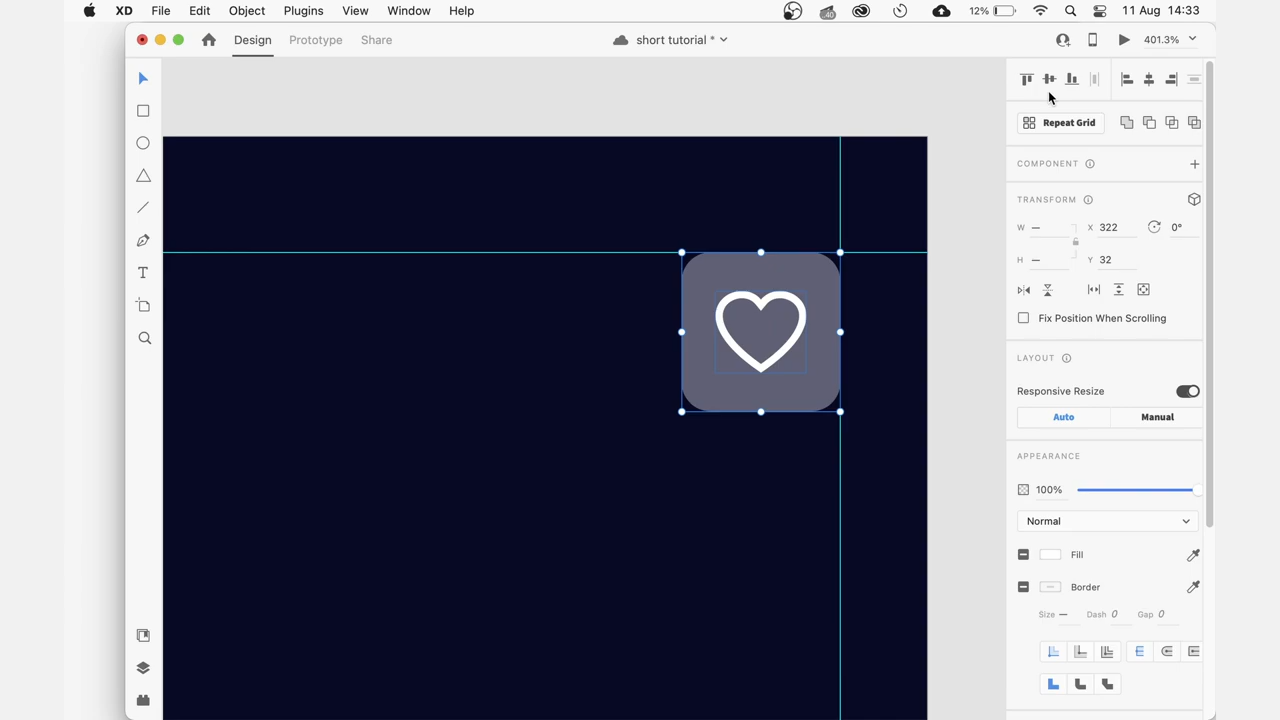 XD File Edit Object Plugins View Window Help 40 12% 11 Aug 14:33
Design Prototype Share short tutorial * 401.3%
Repeat Grid
COMPONENT
TRANSFORM
W — X 322 0°
H — Y 32
Fix Position When Scrolling
LAYOUT
Responsive Resize
Auto Manual
APPEARANCE
100%
Normal
Fill
Border
Size — Dash 0 Gap 0
T